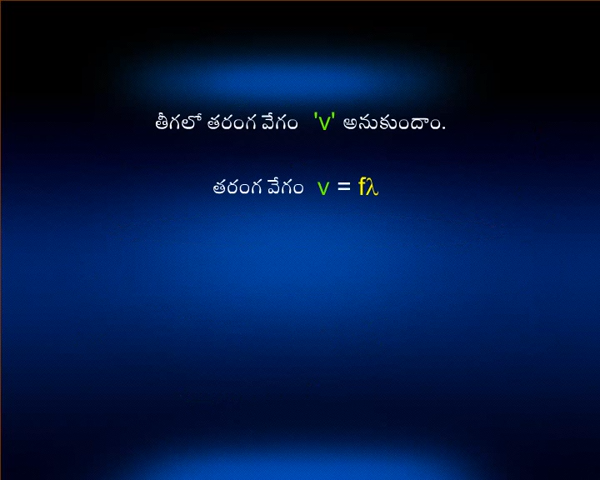 తీగలో తరంగ వేగం 'v' అనుకుందాం.
తరంగ వేగం v = fλ